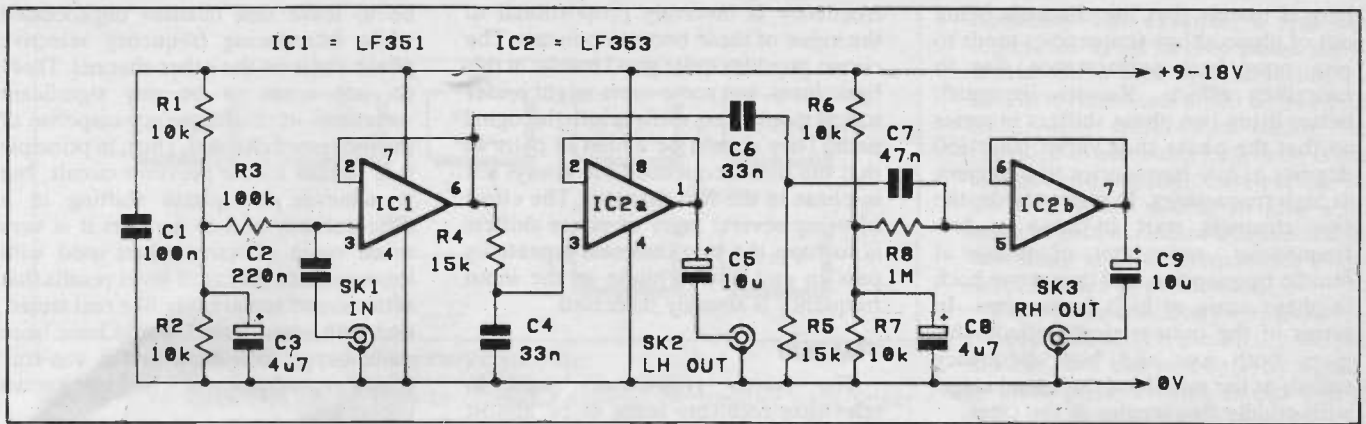 IC1 = LF351
IC2 = LF353
+9-18V
R1
10k
R3
100k
C1
100n
C2
220n
R2
10k
C3
+
4u7
SK1
IN
2
7
IC1
6
3
4
R4
15k
C4
33n
2
8
IC2a
1
3
4
+
C5
10u
SK2
LH OUT
C6
33n
R6
10k
C7
47n
R8
1M
R5
15k
R7
10k
+
C8
4u7
6
IC2b
7
5
SK3
RH OUT
+
C9
10u
0V